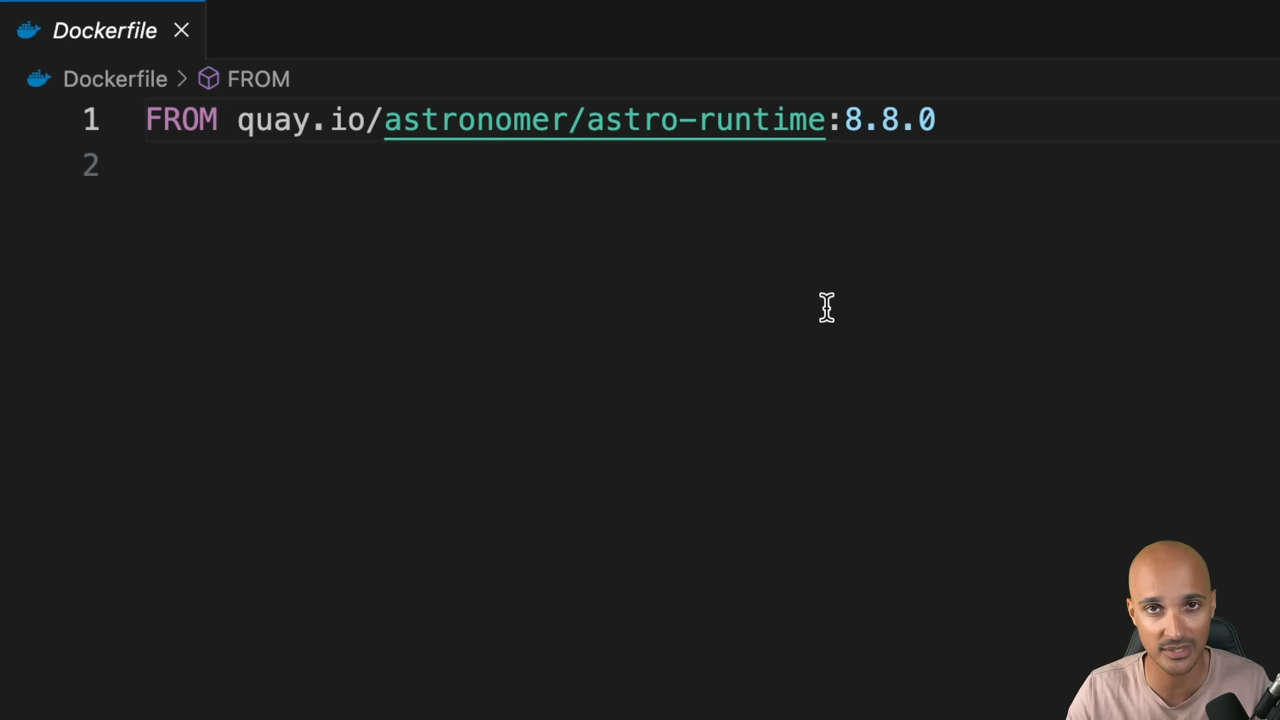 Dockerfile
Dockerfile > FROM
1 FROM quay.io/astronomer/astro-runtime:8.8.0
2